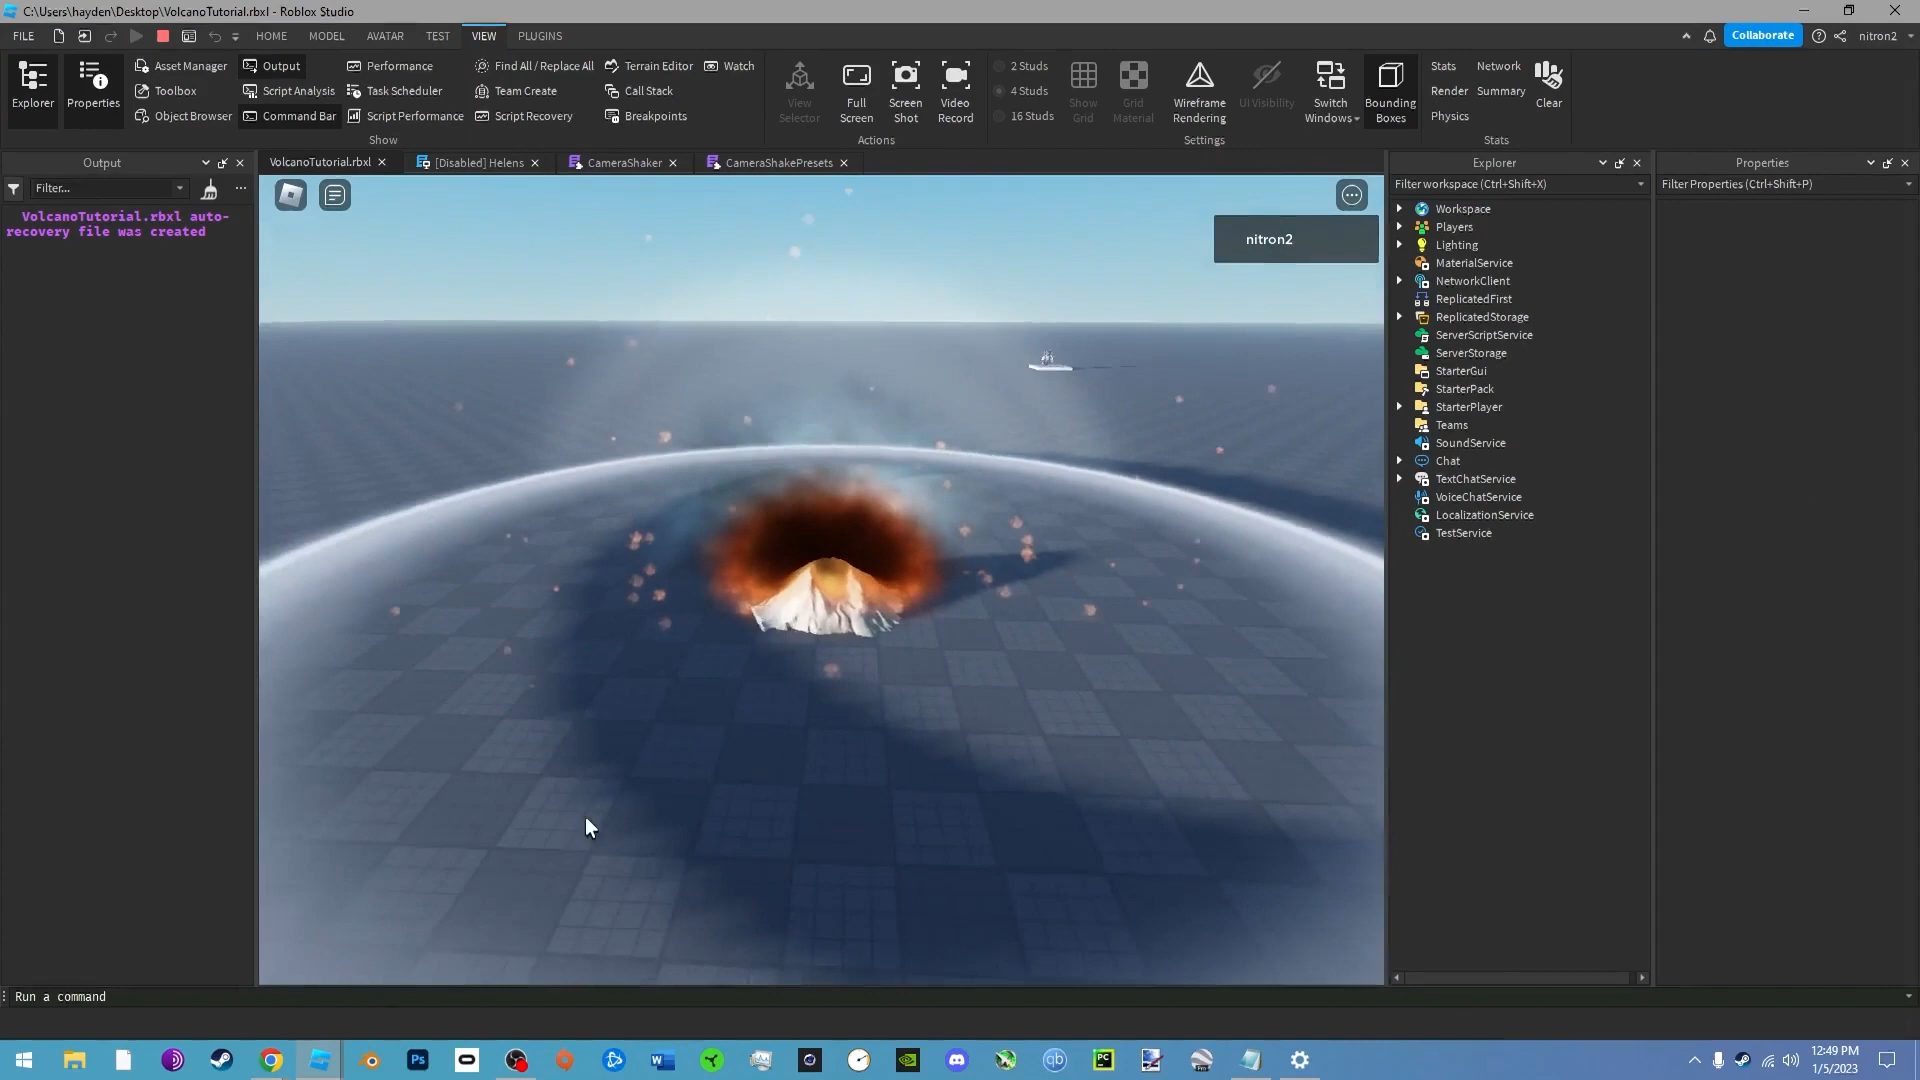 C:\Users\hayden\Desktop\VolcanoTutorial.rbxl - Roblox Studio
FILE HOME MODEL AVATAR TEST VIEW PLUGINS Collaborate nitron2
Explorer
Properties
Asset Manager
Toolbox
Object Browser
Output
Script Analysis
Command Bar
Performance
Task Scheduler
Script Performance
Find All / Replace All
Team Create
Script Recovery
Terrain Editor
Call Stack
Breakpoints
Watch
Show
View
Selector
Full
Screen
Screen
Shot
Video
Record
Actions
2 Studs
4 Studs
16 Studs
Show
Grid
Grid
Material
Wireframe
Rendering
UI Visibility
Switch
Windows
Bounding
Boxes
Settings
Stats
Render
Physics
Network
Summary
Clear
Stats
Output
Filter...
VolcanoTutorial.rbxl auto-
recovery file was created
VolcanoTutorial.rbxl [Disabled] Helens CameraShaker CameraShakePresets
nitron2
Explorer
Filter workspace (Ctrl+Shift+X)
Workspace
Players
Lighting
MaterialService
NetworkClient
ReplicatedFirst
ReplicatedStorage
ServerScriptService
ServerStorage
StarterGui
StarterPack
StarterPlayer
Teams
SoundService
Chat
TextChatService
VoiceChatService
LocalizationService
TestService
Properties
Filter Properties (Ctrl+Shift+P)
Run a command
Ps
W
qb
PC
Pro
12:49 PM
1/5/2023